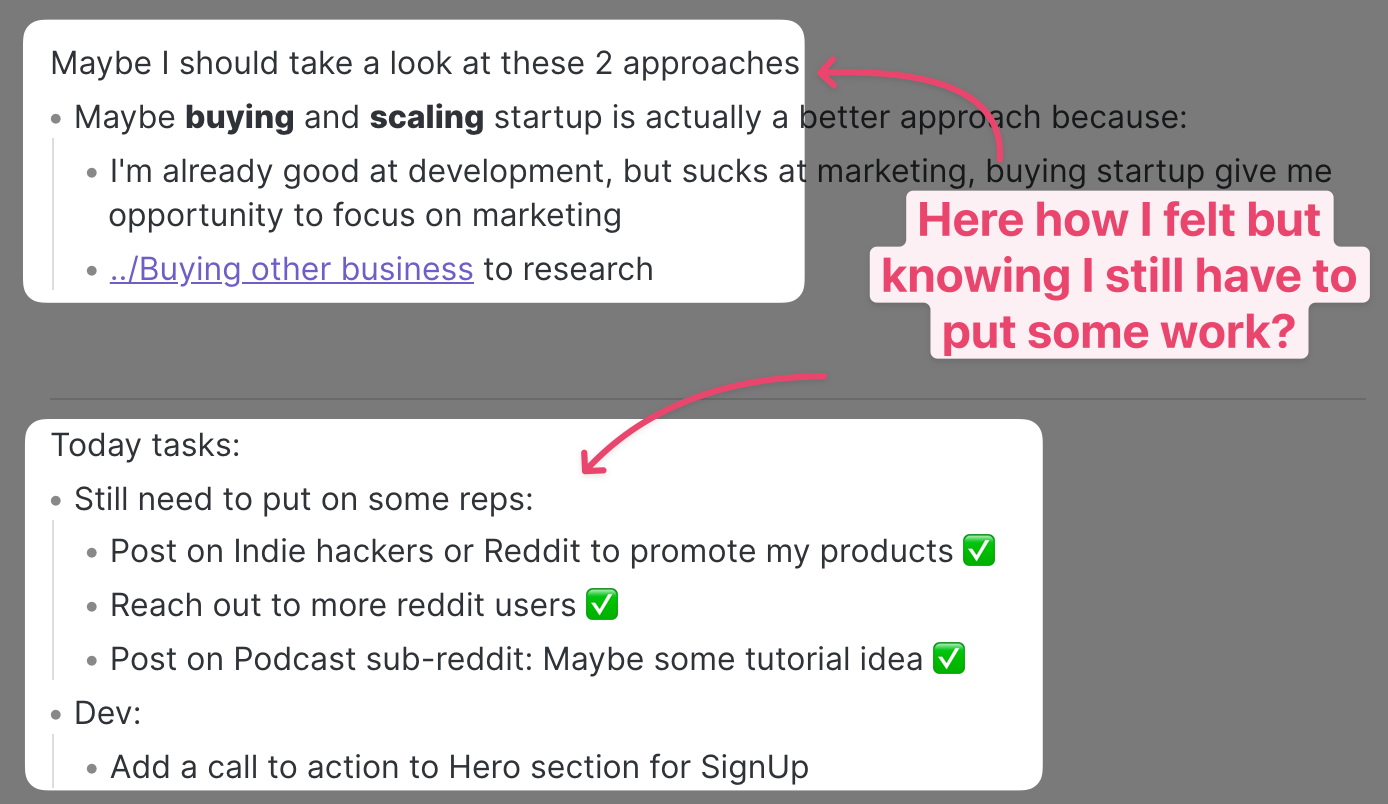 Maybe I should take a look at these 2 approaches
• Maybe buying and scaling startup is actually a better approach because:
• I'm already good at development, but sucks at marketing, buying startup give me
opportunity to focus on marketing
• ../Buying other business to research
Here how I felt but
knowing I still have to
put some work?
Today tasks:
• Still need to put on some reps:
• Post on Indie hackers or Reddit to promote my products ✅
• Reach out to more reddit users ✅
• Post on Podcast sub-reddit: Maybe some tutorial idea ✅
• Dev:
• Add a call to action to Hero section for SignUp